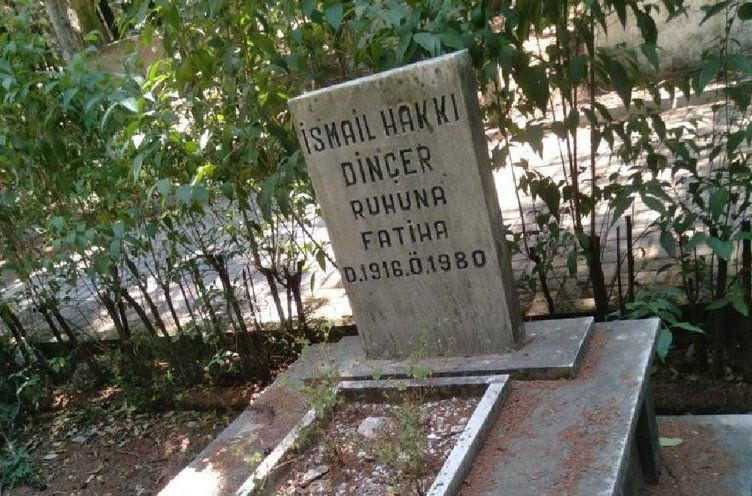 İSMAİL HAKKI
DİNÇER
RUHUNA
FATİHA
D.1916.Ö.1980